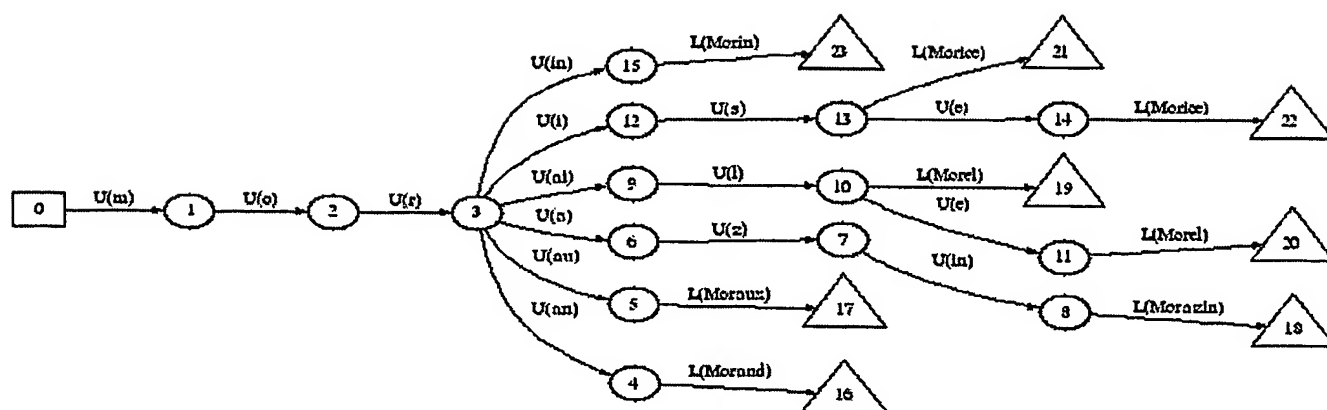 L(Morin) 23 L(Morice) 21
U(in) 15
U(i) 12 U(s) 13 U(e) 14 L(Morice) 22
U(ai) 9 U(l) 10 L(Morel) 19
0 U(m) 1 U(o) 2 U(r) 3 U(a) 6 U(z) 7 U(e) 11 L(Morel) 20
U(au) 5 L(Moraux) 17 U(in) 8 L(Morazin) 18
U(an) 4 L(Morand) 16